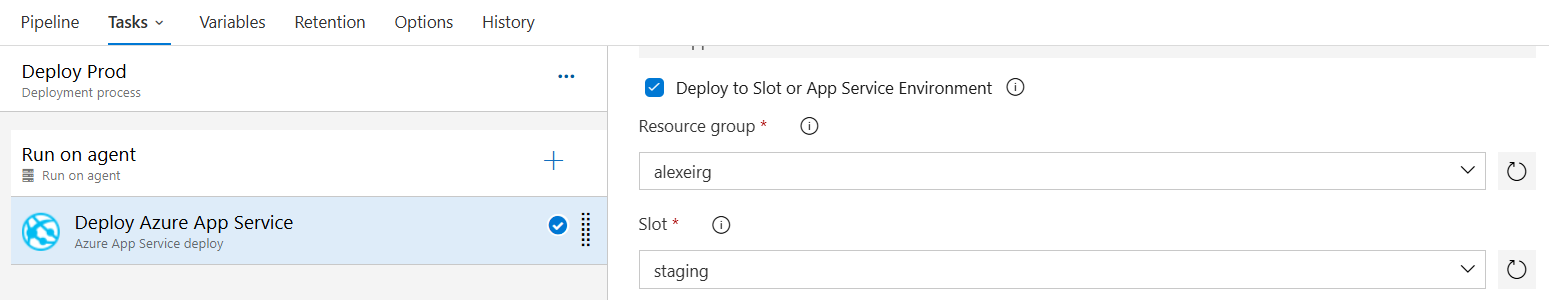 Pipeline Tasks Variables Retention Options History
Deploy Prod
Deployment process
Run on agent
Run on agent
Deploy Azure App Service
Azure App Service deploy
Deploy to Slot or App Service Environment
Resource group *
alexeirg
Slot *
staging